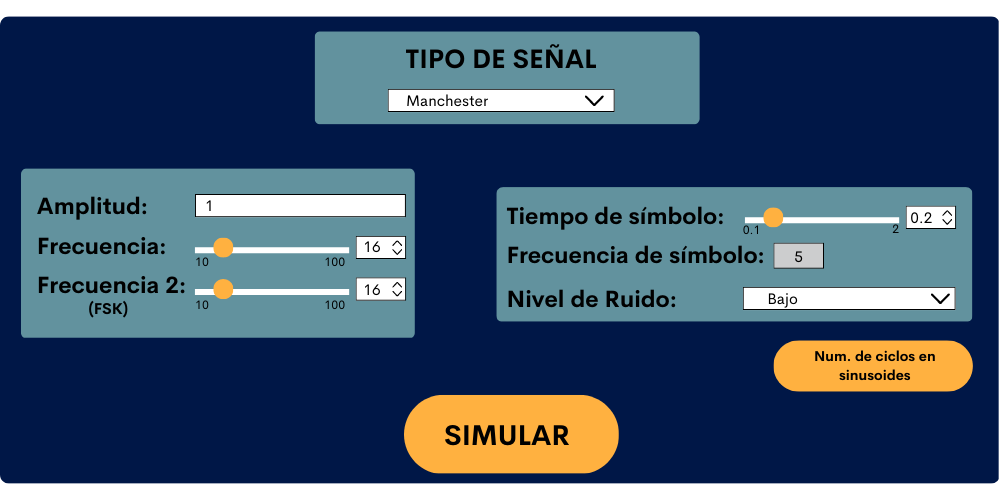 TIPO DE SEÑAL
Manchester
Amplitud: 1
Frecuencia: 16
10 100
Frecuencia 2: 16
(FSK)
10 100
Tiempo de símbolo: 0.2
0.1 2
Frecuencia de símbolo: 5
Nivel de Ruido: Bajo
Num. de ciclos en
sinusoides
SIMULAR